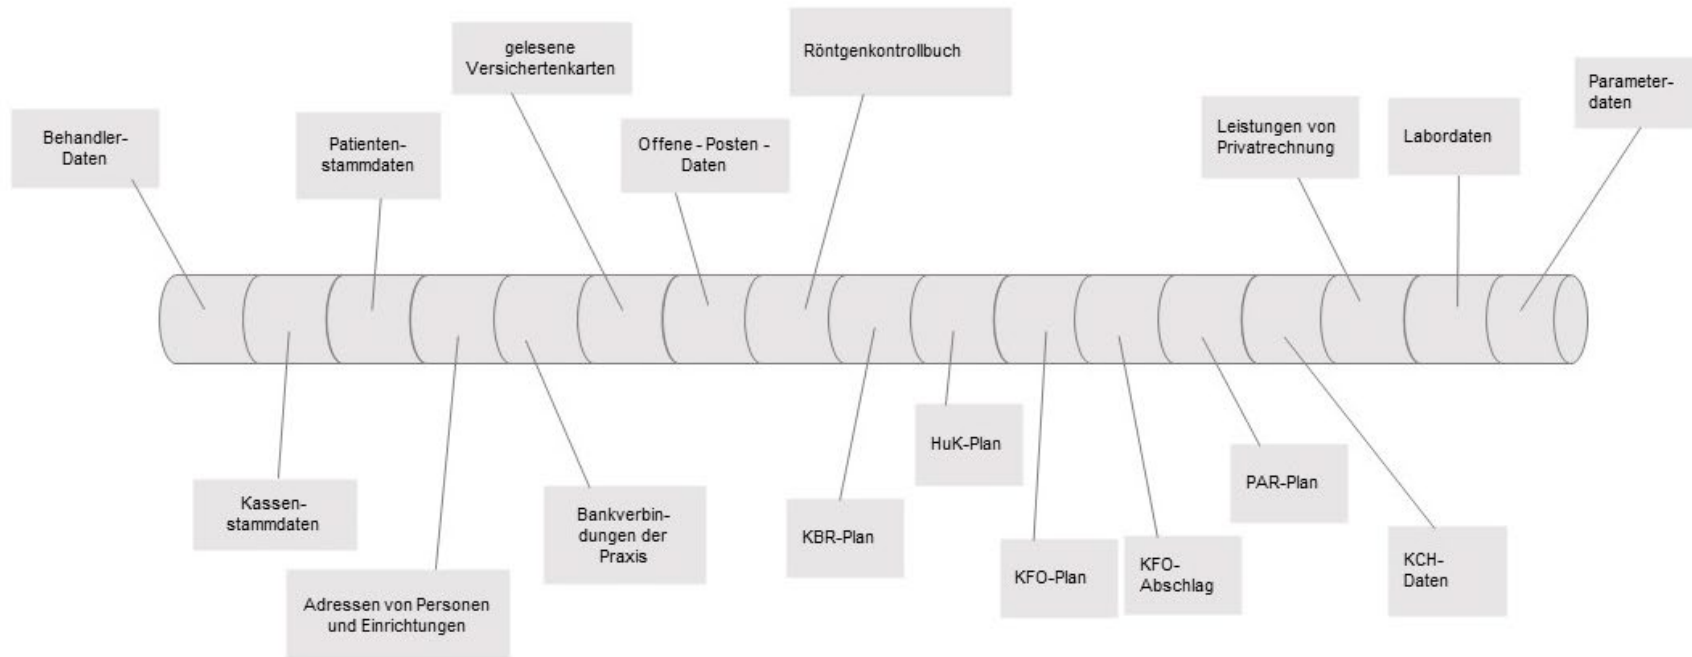 gelesene
Versichertenkarten
Röntgenkontrollbuch
Parameter-
daten
Behandler-
Daten
Patienten-
stammdaten
Offene - Posten -
Daten
Leistungen von
Privatrechnung
Labordaten
HuK-Plan
PAR-Plan
Kassen-
stammdaten
Bankverbin-
dungen der
Praxis
KBR-Plan
KFO-Plan
KFO-
Abschlag
KCH-
Daten
Adressen von Personen
und Einrichtungen